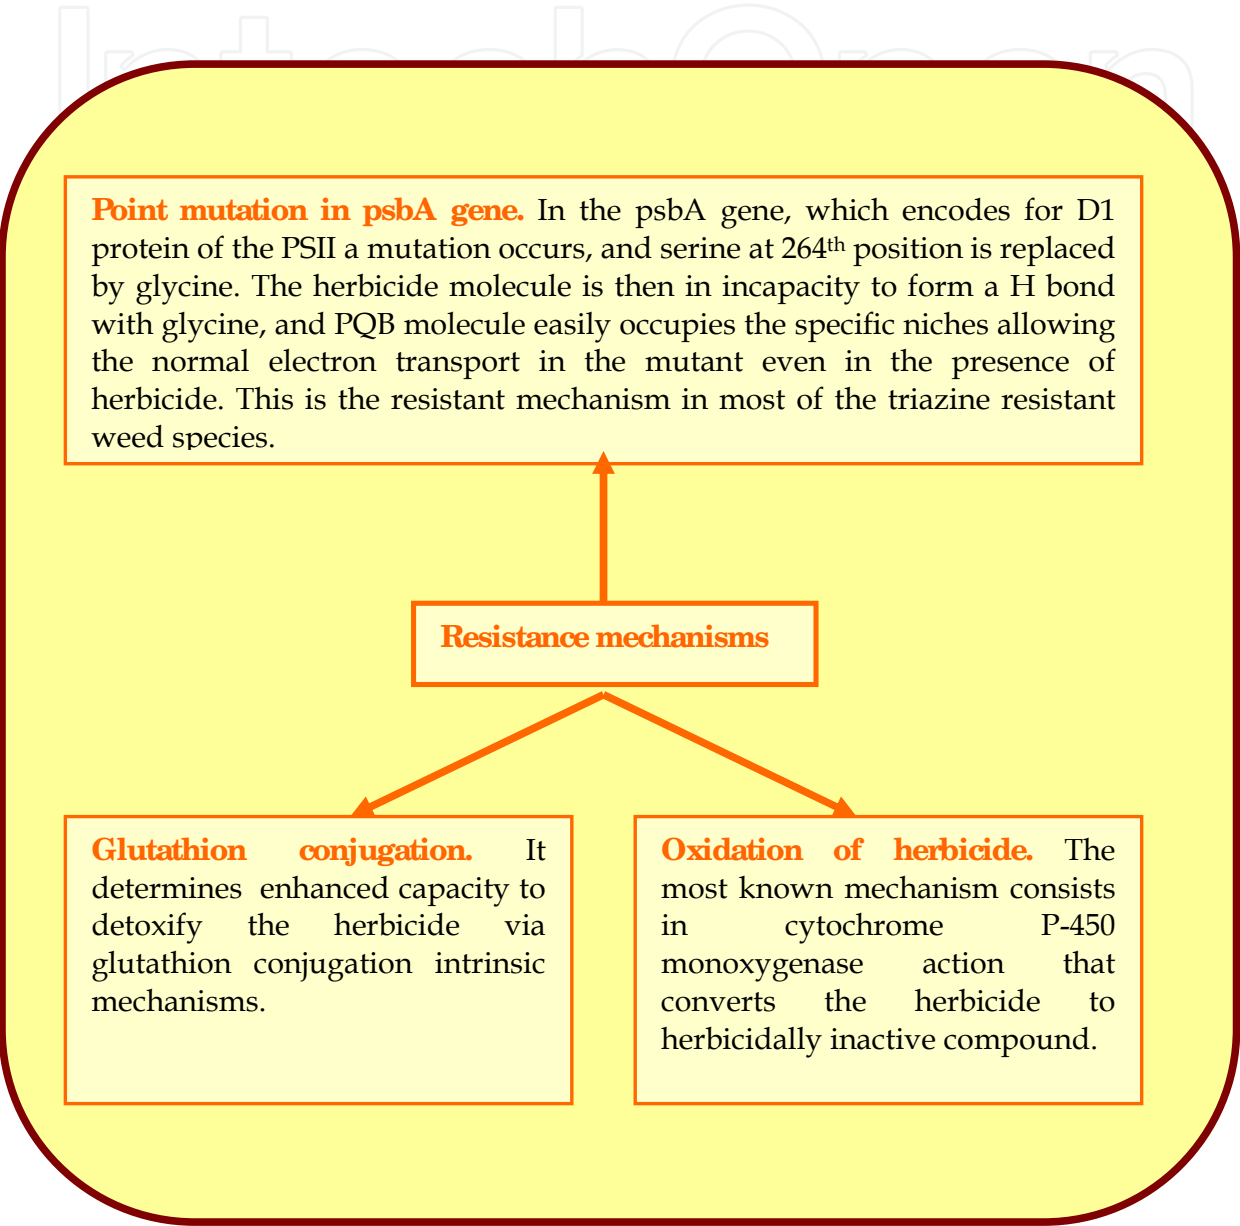 IntechOpen
Point mutation in psbA gene. In the psbA gene, which encodes for D1
protein of the PSII a mutation occurs, and serine at 264th position is replaced
by glycine. The herbicide molecule is then in incapacity to form a H bond
with glycine, and PQB molecule easily occupies the specific niches allowing
the normal electron transport in the mutant even in the presence of
herbicide. This is the resistant mechanism in most of the triazine resistant
weed species.
Resistance mechanisms
Glutathion conjugation. It
determines enhanced capacity to
detoxify the herbicide via
glutathion conjugation intrinsic
mechanisms.
Oxidation of herbicide. The
most known mechanism consists
in cytochrome P-450
monoxygenase action that
converts the herbicide to
herbicidally inactive compound.